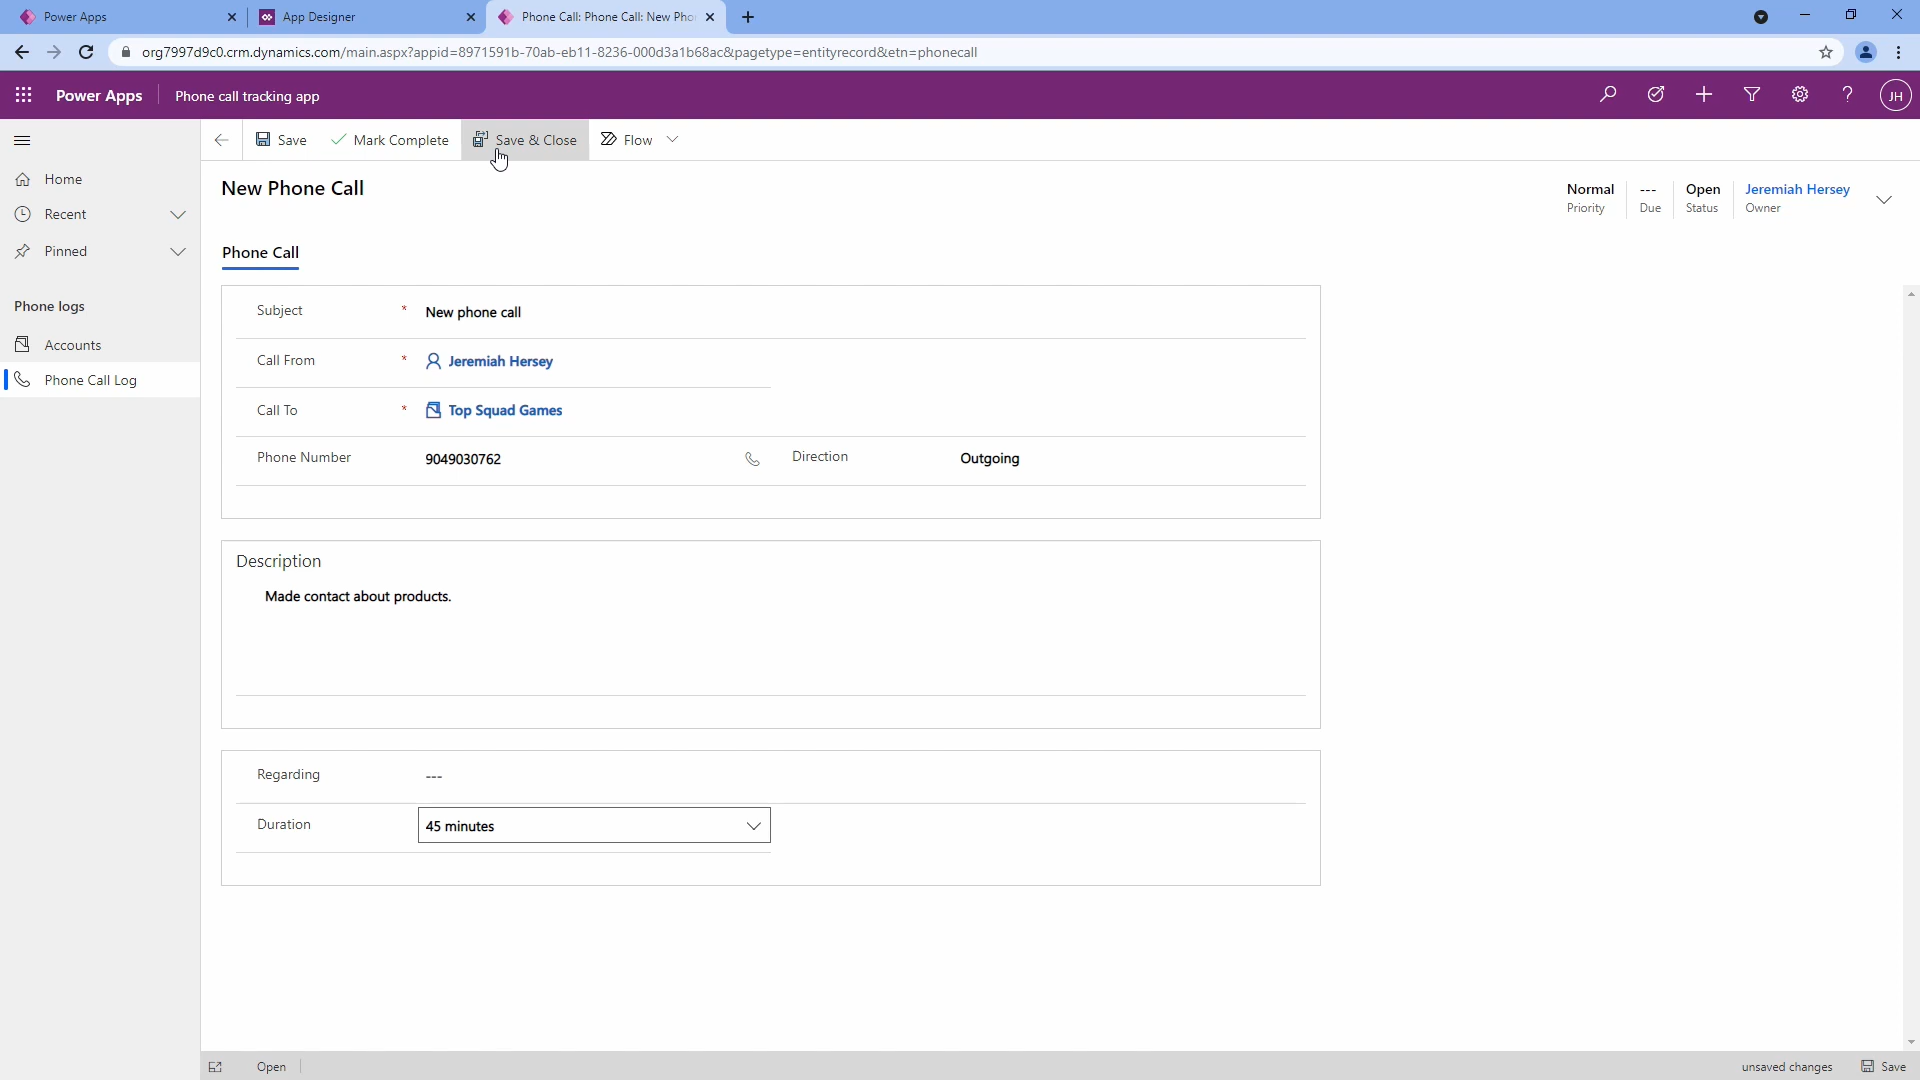 Power Apps
App Designer
Phone Call: Phone Call: New Pho
org7997d9c0.crm.dynamics.com/main.aspx?appid=8971591b-70ab-eb11-8236-000d3a1b68ac&pagetype=entityrecord&etn=phonecall
Power Apps
Phone call tracking app
JH
Save
Mark Complete
Save & Close
Flow
Home
Recent
Pinned
Phone logs
Accounts
Phone Call Log
New Phone Call
Normal
Priority
---
Due
Open
Status
Jeremiah Hersey
Owner
Phone Call
Subject * New phone call
Call From * Jeremiah Hersey
Call To * Top Squad Games
Phone Number 9049030762
Direction Outgoing
Description
Made contact about products.
Regarding ---
Duration 45 minutes
Open
unsaved changes
Save